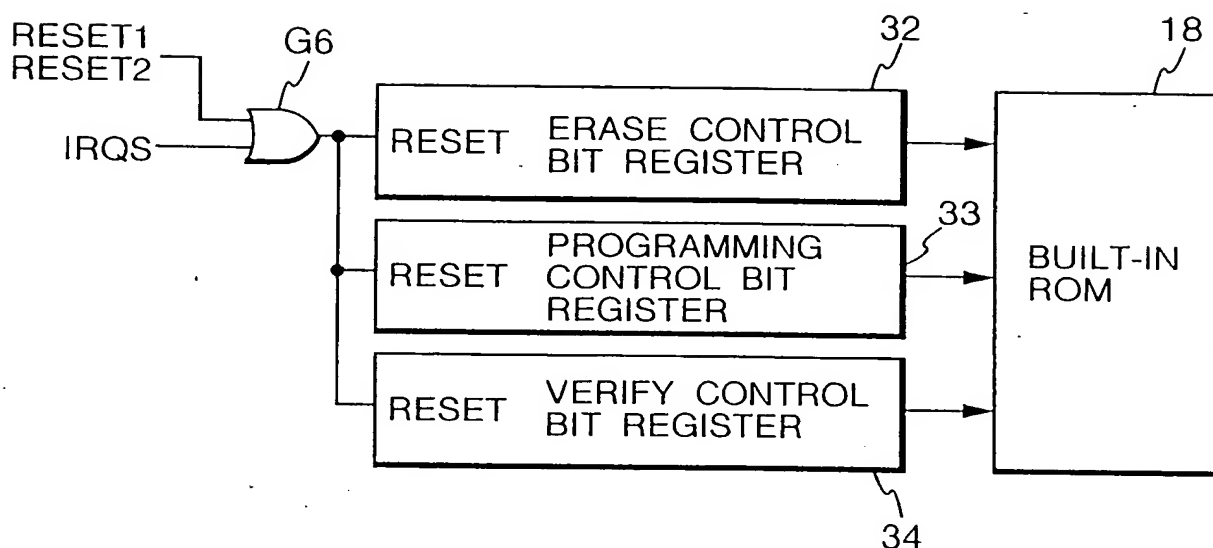 RESET1
RESET2
G6
IRQS
32
RESET
ERASE CONTROL
BIT REGISTER
33
RESET
PROGRAMMING
CONTROL BIT
REGISTER
RESET
VERIFY CONTROL
BIT REGISTER
34
18
BUILT-IN
ROM